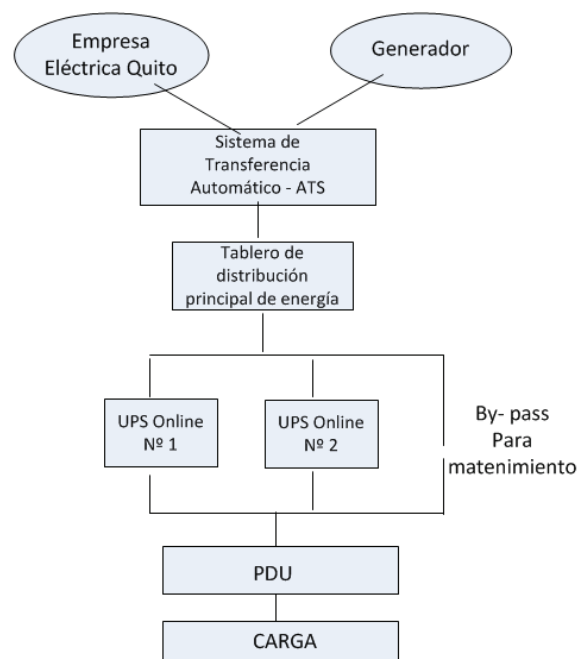 Empresa
Eléctrica Quito
Generador
Sistema de
Transferencia
Automático - ATS
Tablero de
distribución
principal de energía
UPS Online
Nº 1
UPS Online
Nº 2
By- pass
Para
matenimiento
PDU
CARGA